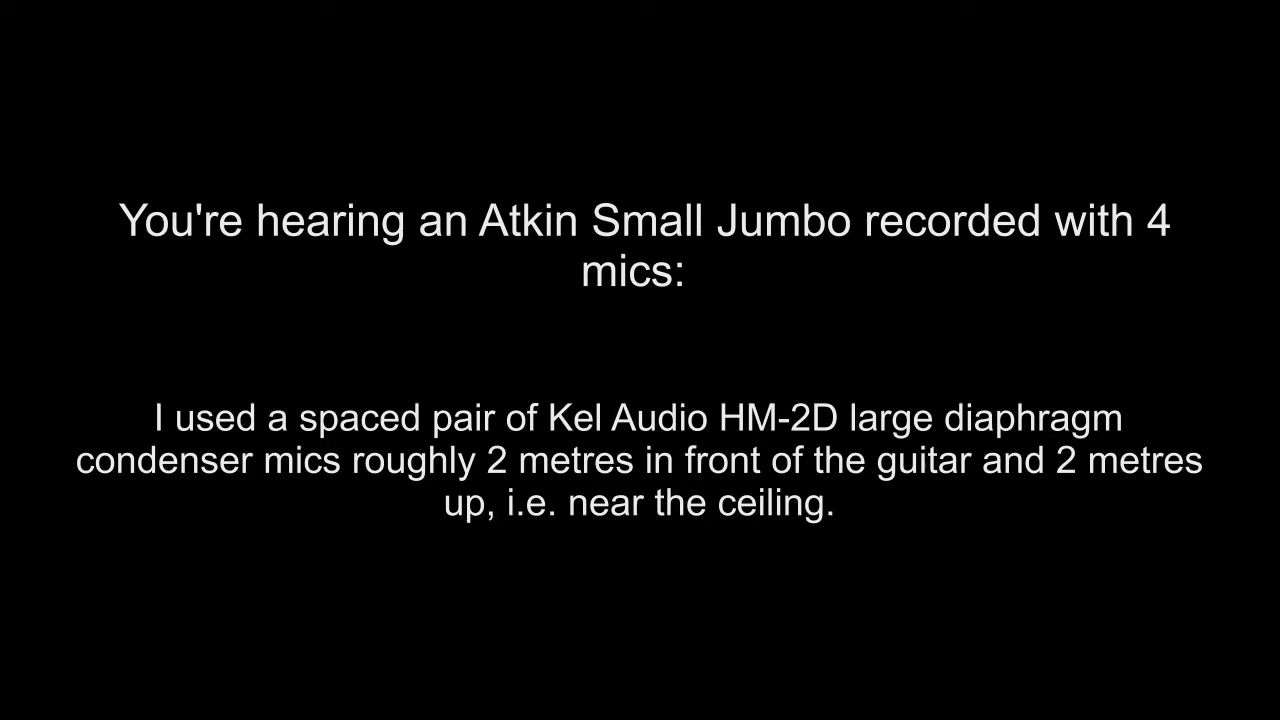 You're hearing an Atkin Small Jumbo recorded with 4
mics:
I used a spaced pair of Kel Audio HM-2D large diaphragm
condenser mics roughly 2 metres in front of the guitar and 2 metres
up, i.e. near the ceiling.